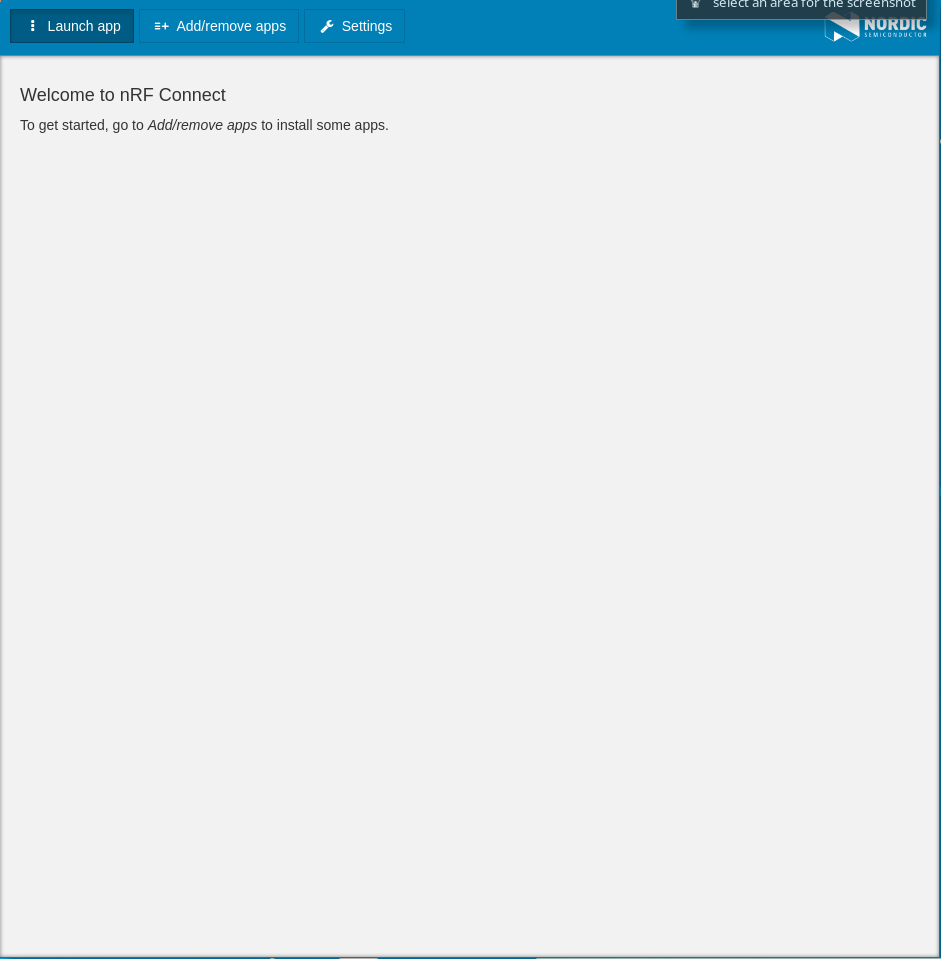 select an area for the screenshot
Launch app
Add/remove apps
Settings
NORDIC
SEMICONDUCTOR
Welcome to nRF Connect
To get started, go to Add/remove apps to install some apps.